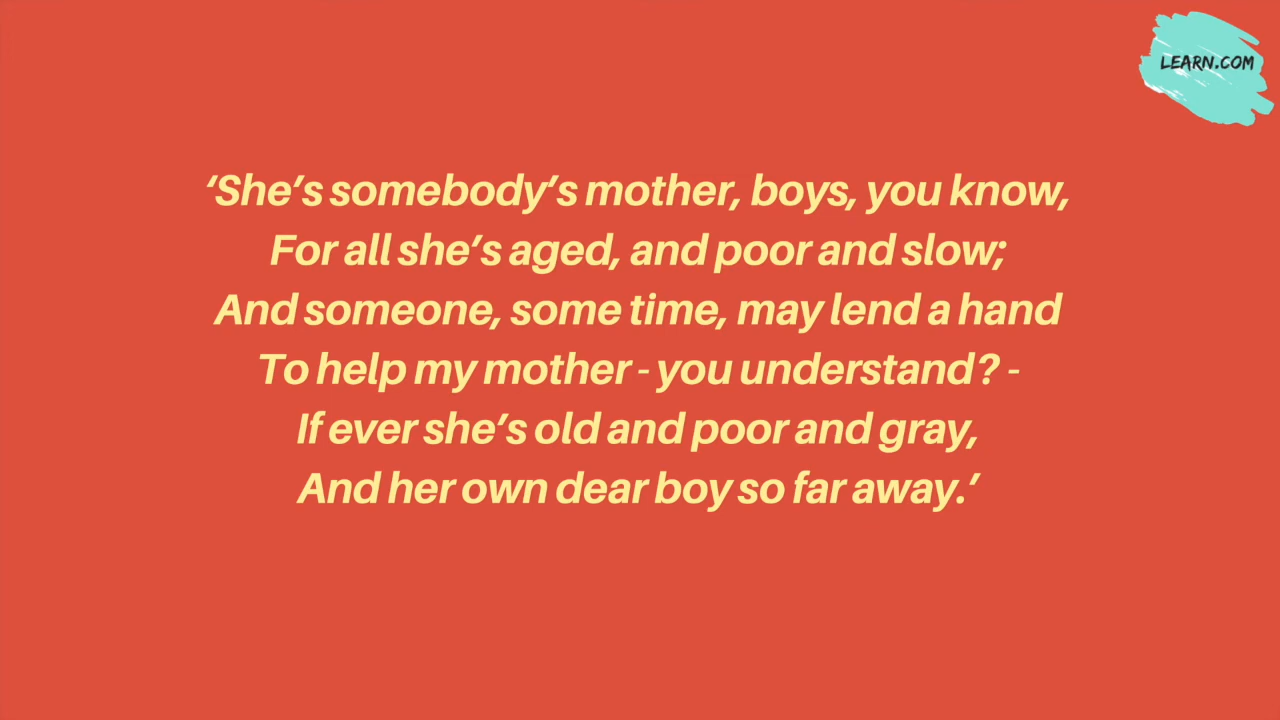 LEARN.COM
‘She’s somebody’s mother, boys, you know,
For all she’s aged, and poor and slow;
And someone, some time, may lend a hand
To help my mother - you understand? -
If ever she’s old and poor and gray,
And her own dear boy so far away.’